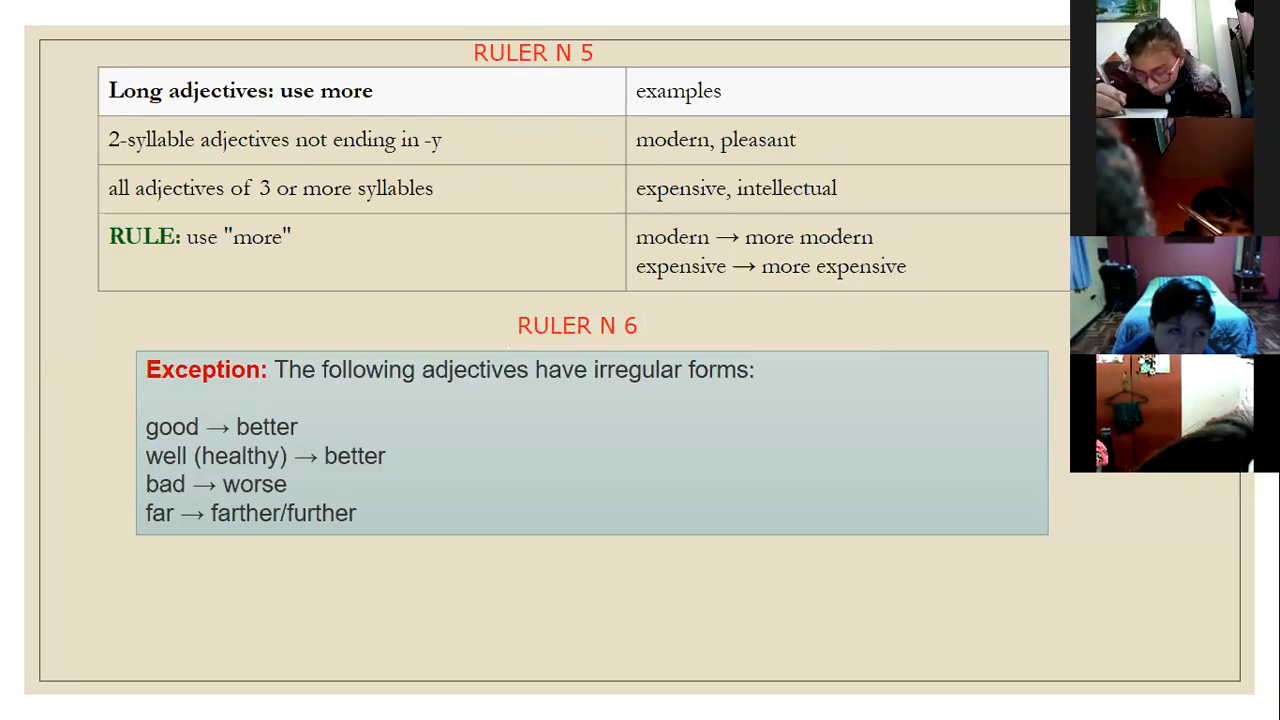 RULER N 5
Long adjectives: use more
examples
2-syllable adjectives not ending in -y
modern, pleasant
all adjectives of 3 or more syllables
expensive, intellectual
RULE: use "more"
modern → more modern
expensive → more expensive
RULER N 6
Exception: The following adjectives have irregular forms:
good → better
well (healthy) → better
bad → worse
far → farther/further